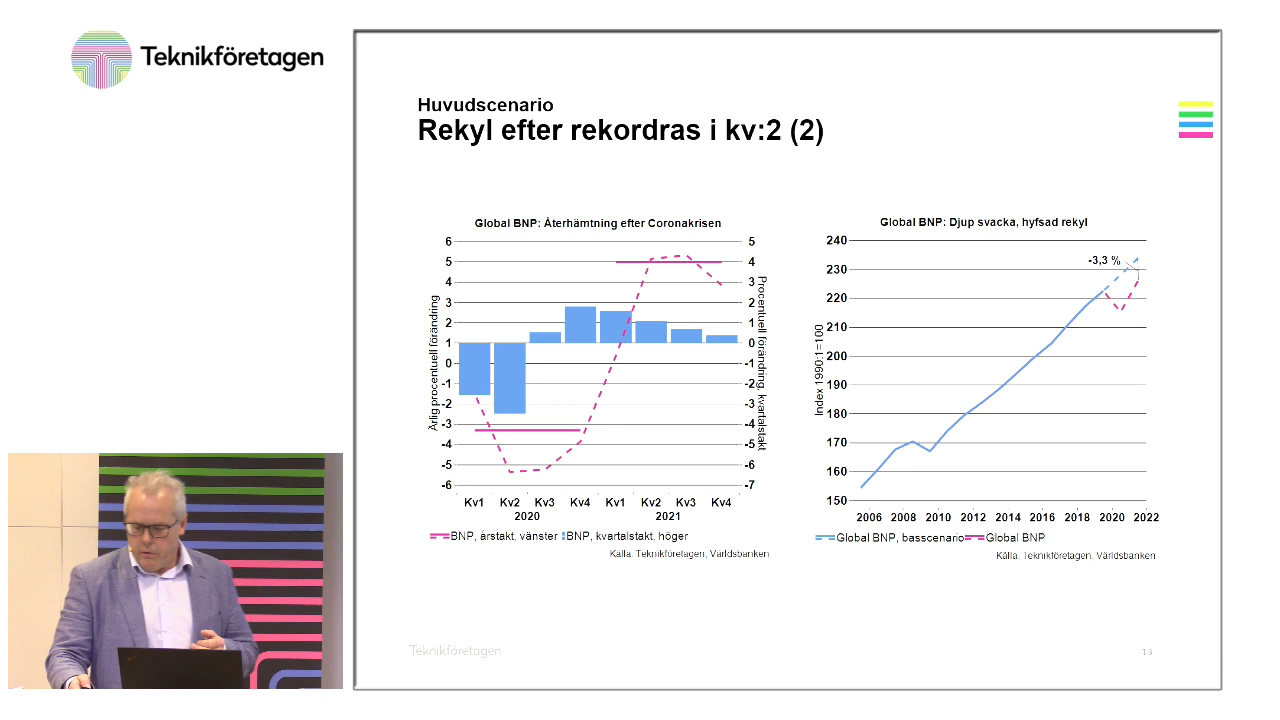 Teknikföretagen
Huvudscenario
Rekyl efter rekordras i kv:2 (2)
Global BNP: Återhämtning efter Coronakrisen
6
5
4
3
2
1
0
-1
-2
-3
-4
-5
-6
Årlig procentuell förändring
5
4
3
2
1
0
-1
-2
-3
-4
-5
-6
-7
Procentuell förändring, kvartalstakt
Kv1 Kv2 Kv3 Kv4 Kv1 Kv2 Kv3 Kv4
2020 2021
BNP, årstakt, vänster BNP, kvartalstakt, höger
Källa: Teknikföretagen, Världsbanken
Global BNP: Djup svacka, hyfsad rekyl
240
230
220
210
200
190
180
170
160
150
Index 1990:1=100
-3,3 %
2006 2008 2010 2012 2014 2016 2018 2020 2022
Global BNP, basscenario Global BNP
Källa: Teknikföretagen, Världsbanken
Teknikföretagen
13